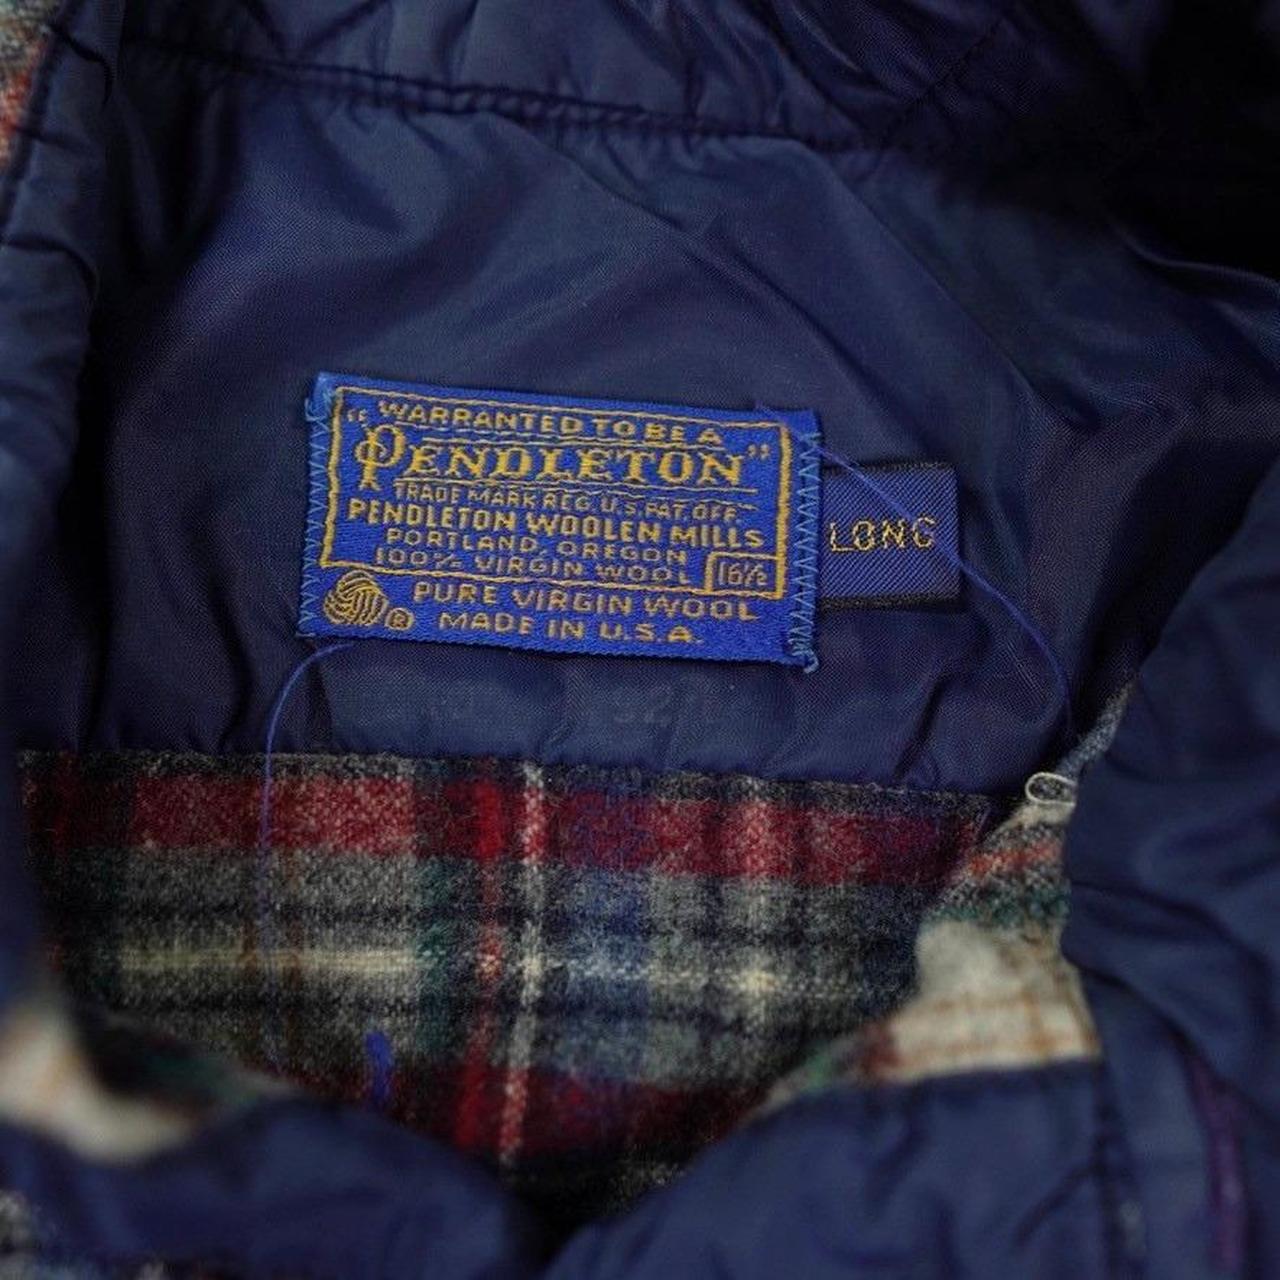 WARRANTED TO BE A
"PENDLETON"
TRADE MARK REG. U.S. PAT. OFF.
PENDLETON WOOLEN MILLS
PORTLAND, OREGON
100% VIRGIN WOOL 16½
PURE VIRGIN WOOL
® MADE IN U.S.A.
LONG